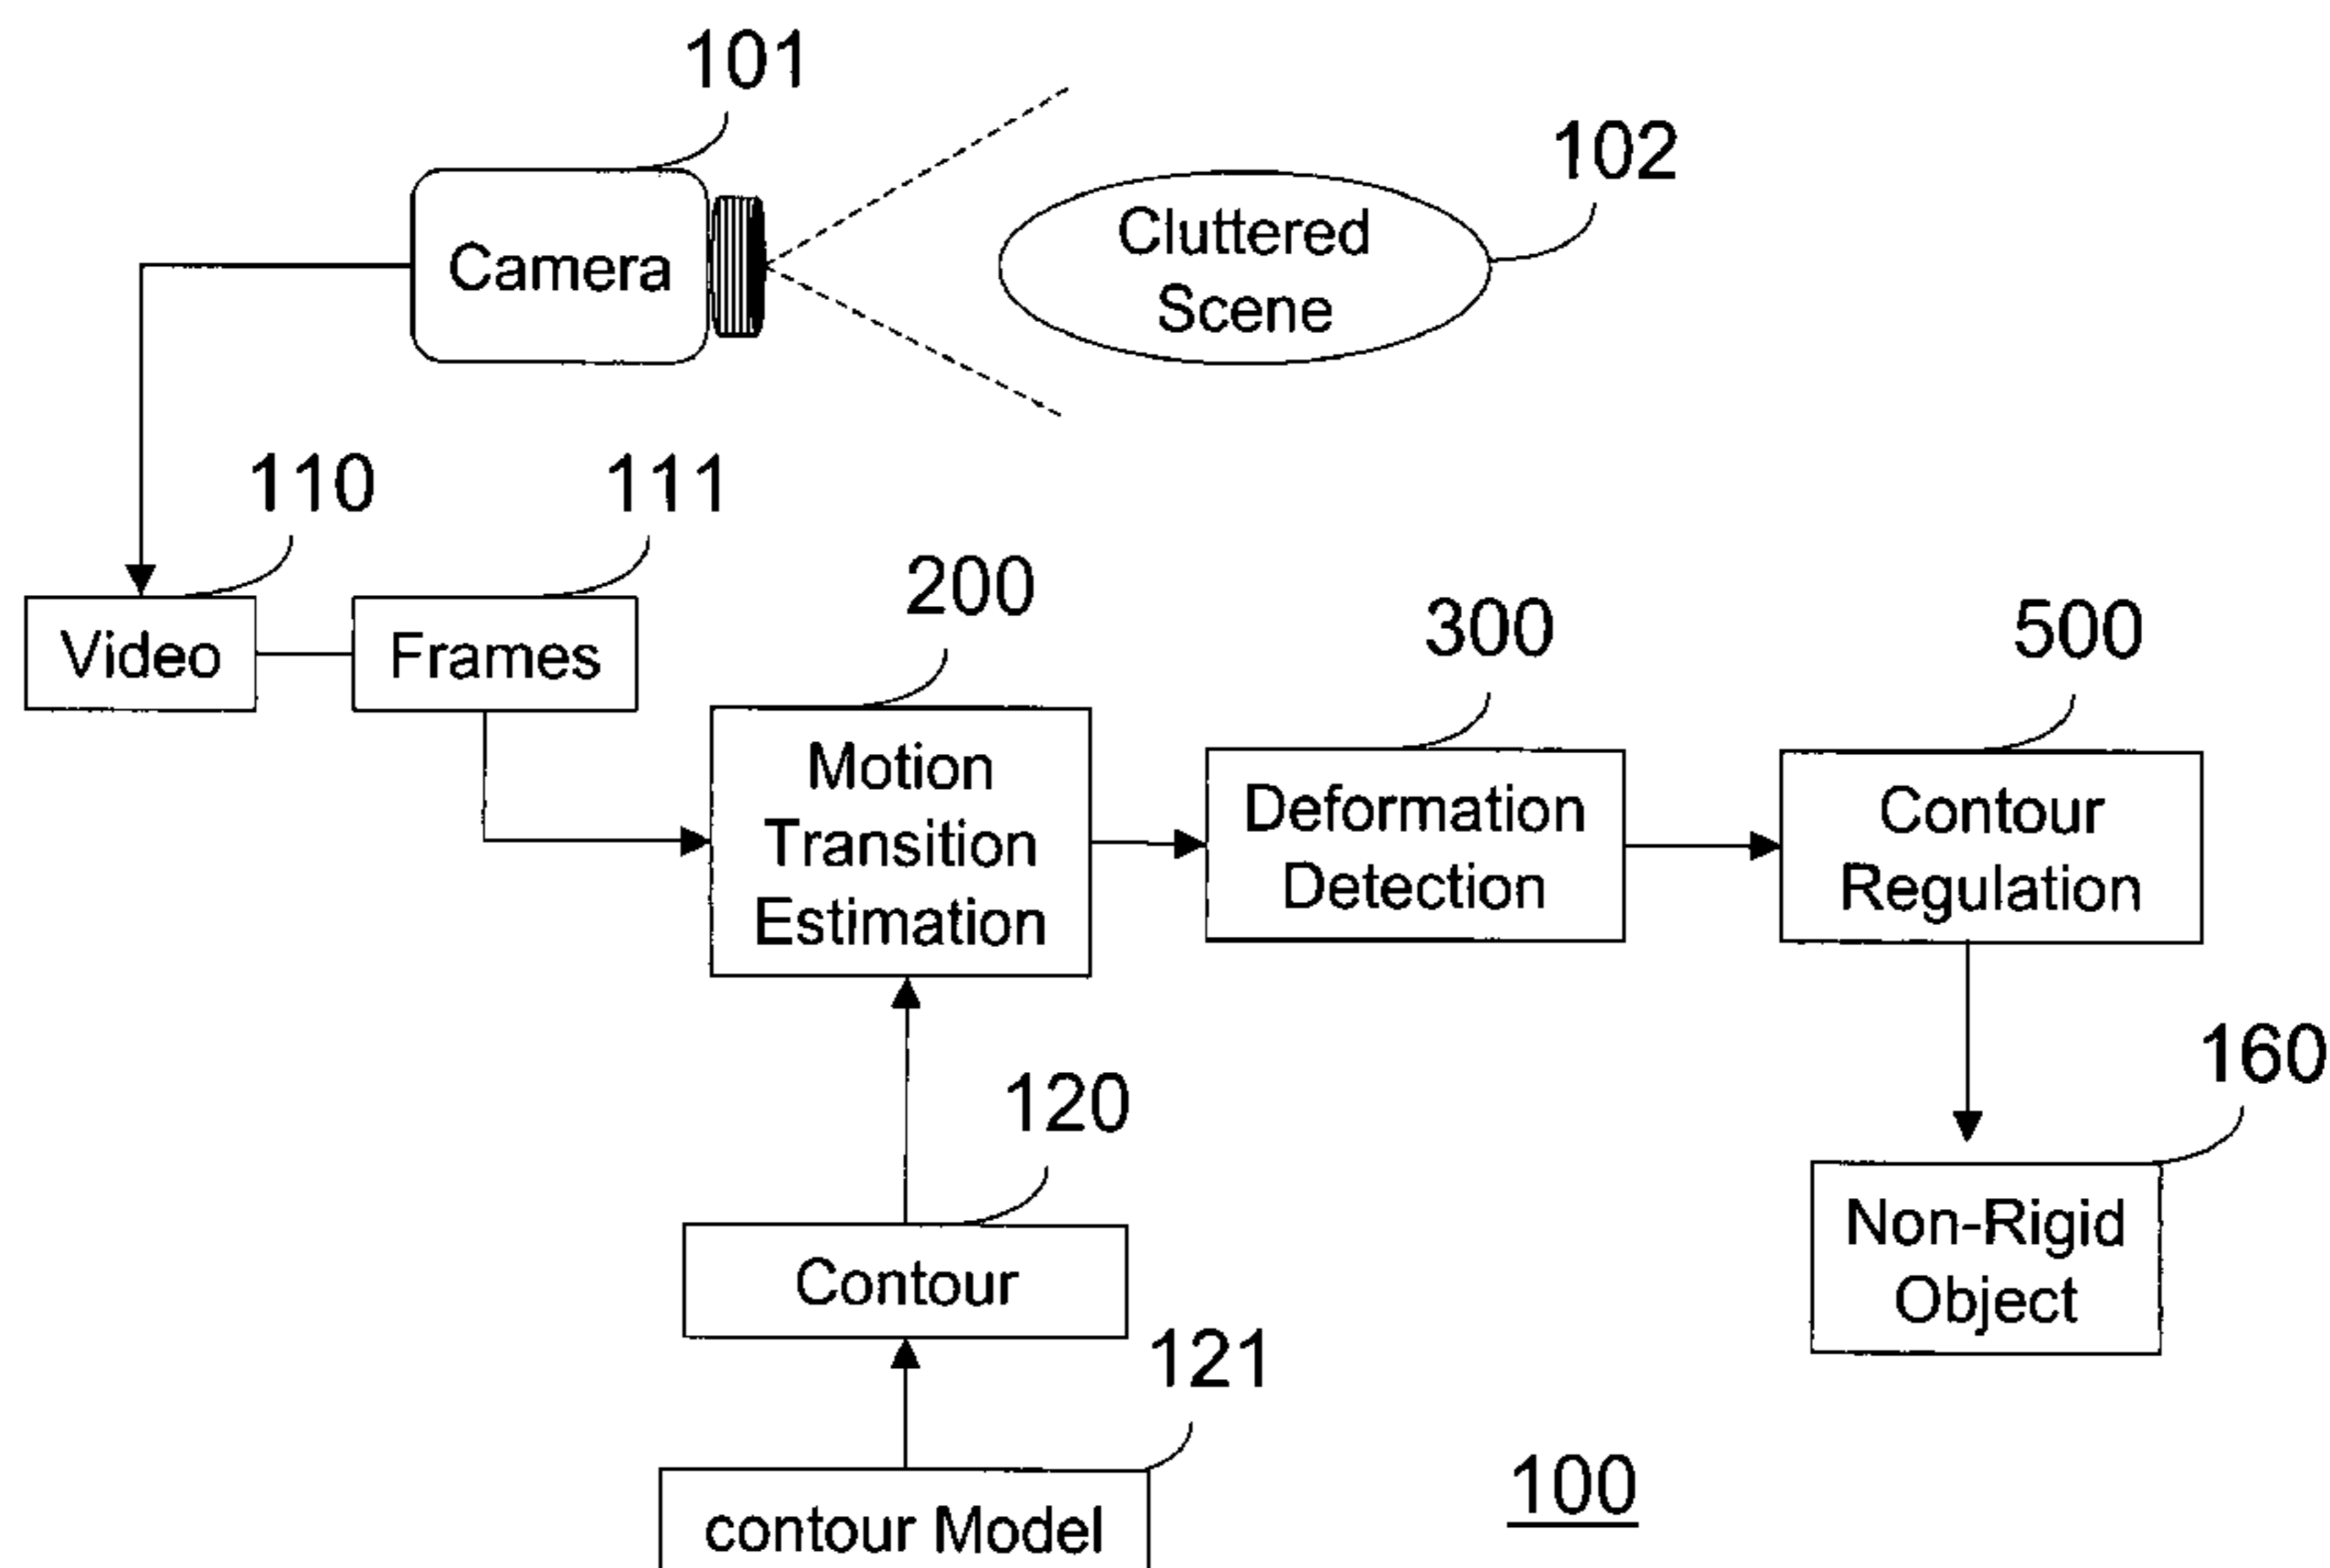 101
Camera
Cluttered
Scene
102
110
Video
111
Frames
200
Motion
Transition
Estimation
300
Deformation
Detection
500
Contour
Regulation
160
Non-Rigid
Object
120
Contour
121
contour Model
100